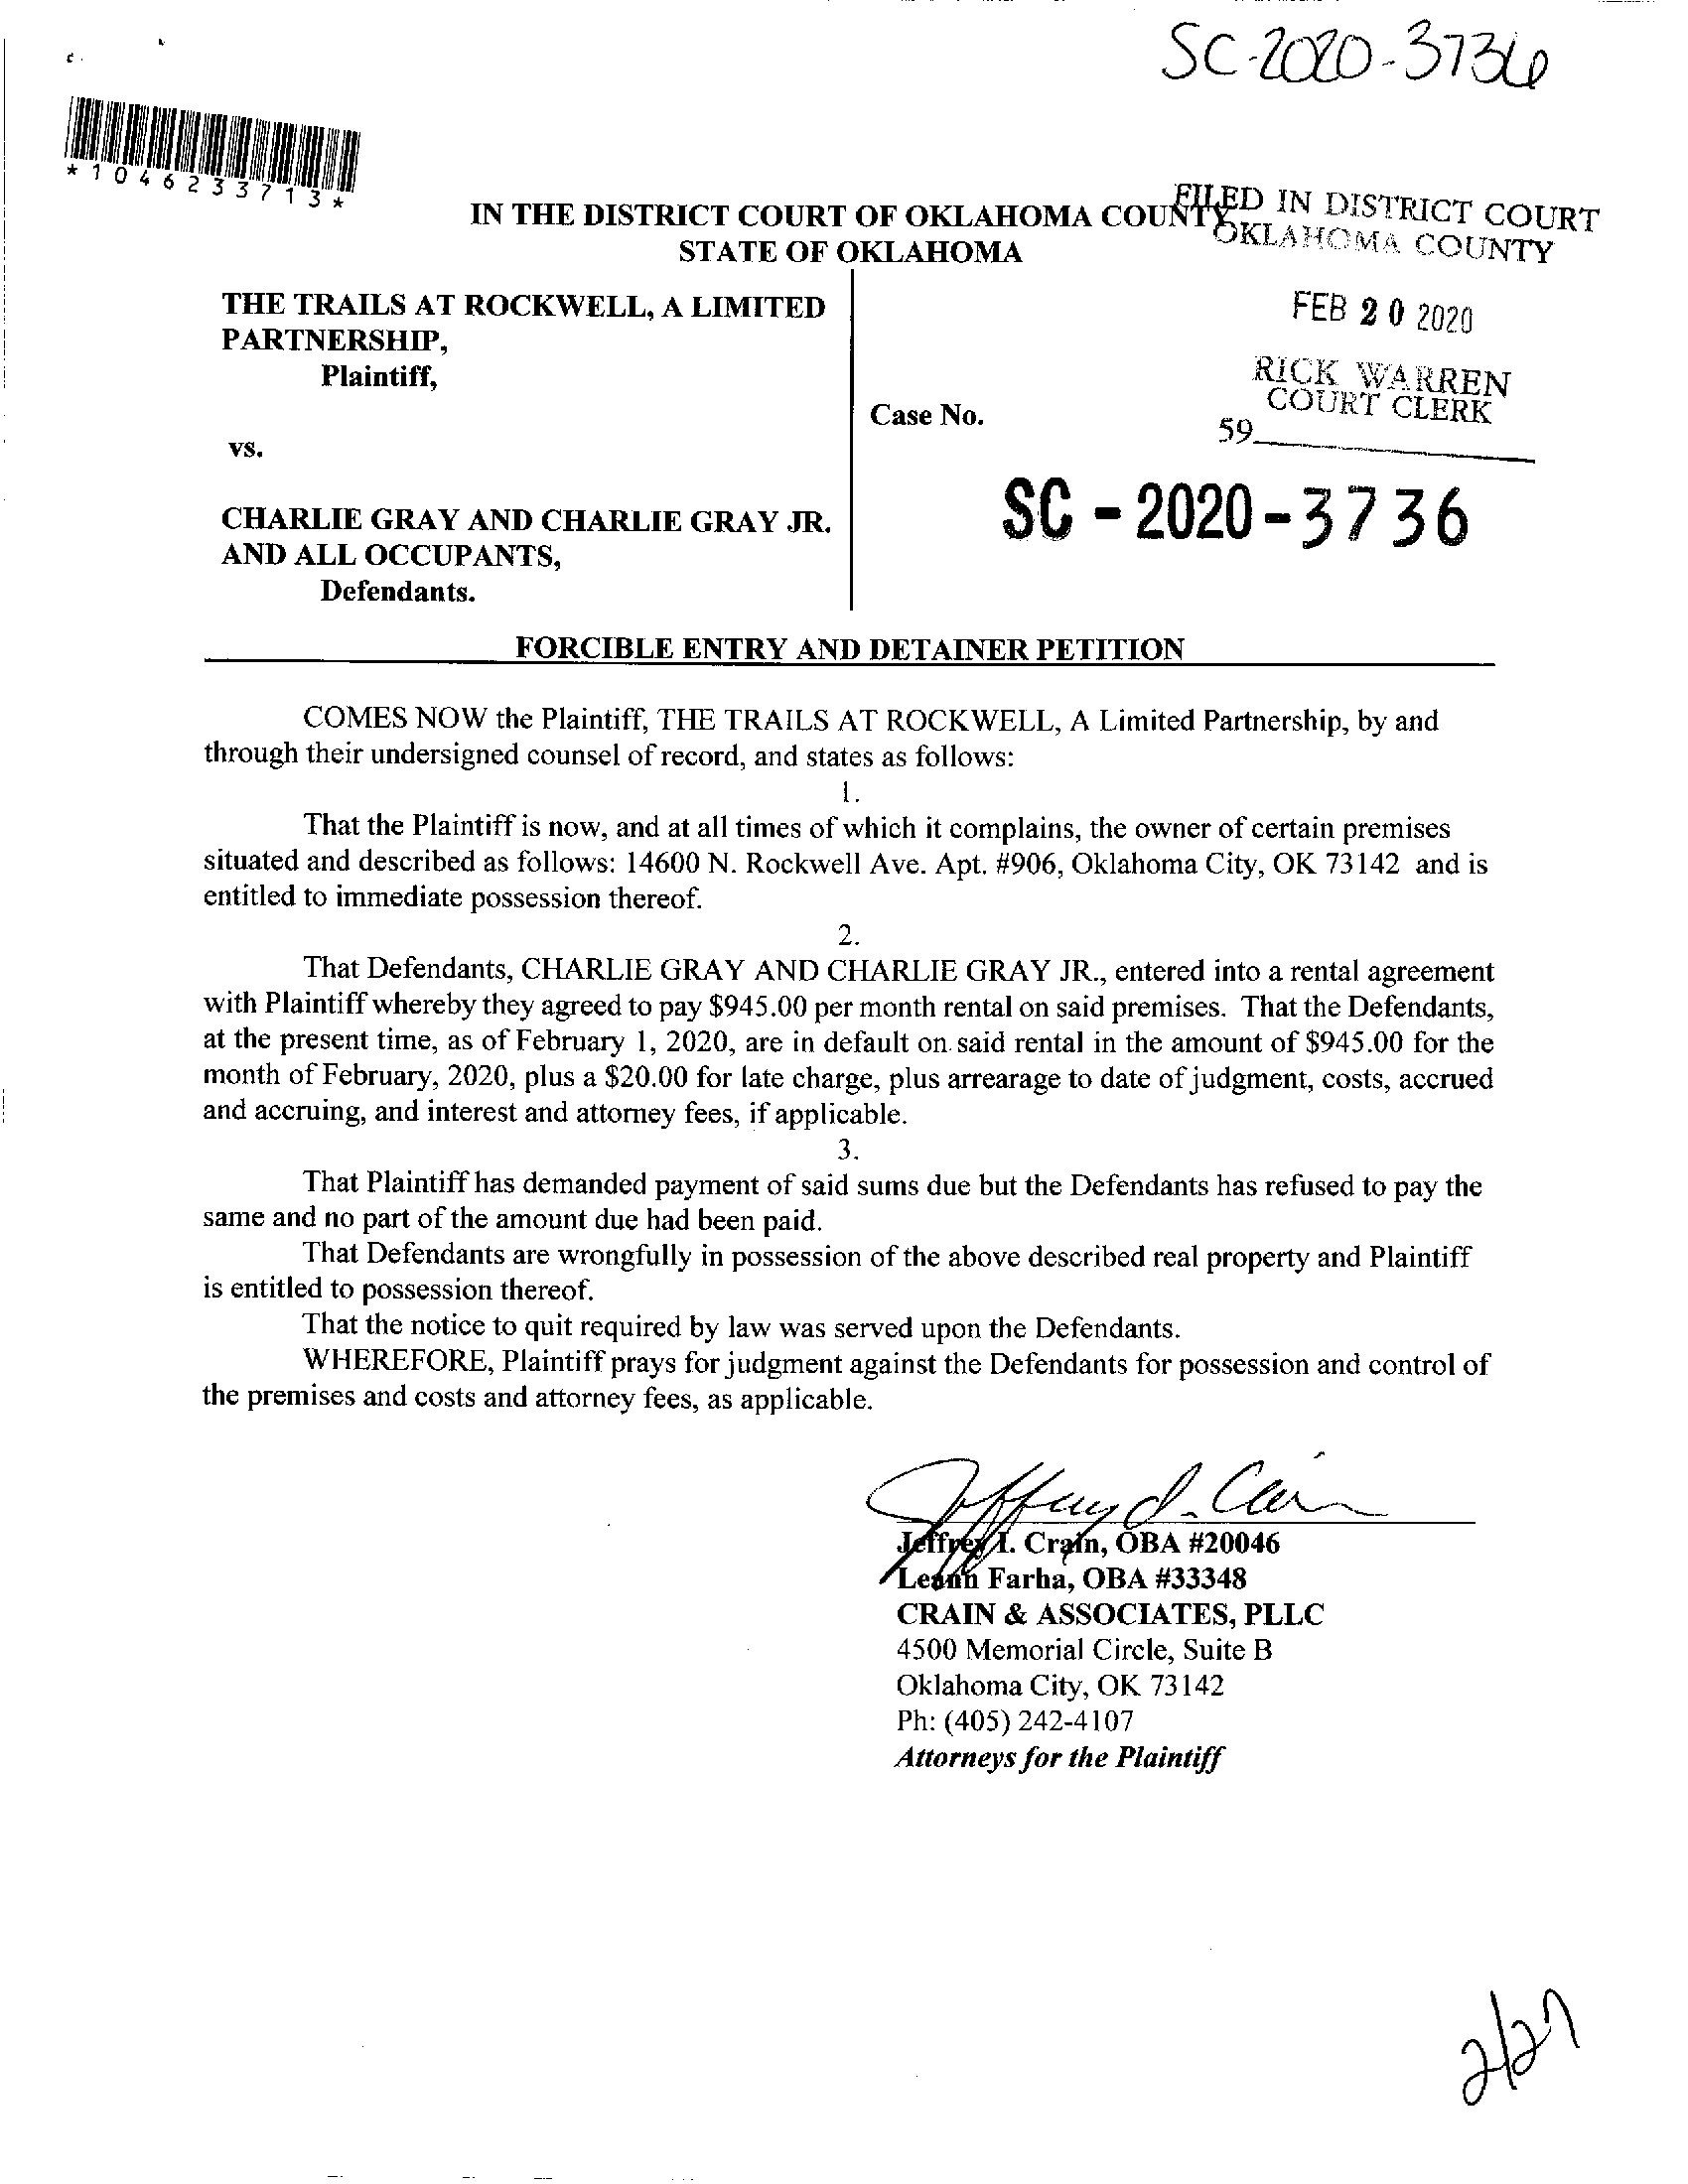 SC-2020-3736
*1046233713*
IN THE DISTRICT COURT OF OKLAHOMA COUNTY
STATE OF OKLAHOMA
FILED IN DISTRICT COURT
OKLAHOMA COUNTY
FEB 20 2020
RICK WARREN
COURT CLERK
59
THE TRAILS AT ROCKWELL, A LIMITED
PARTNERSHIP,
Plaintiff,
Case No.
vs.
SC - 2020 - 3736
CHARLIE GRAY AND CHARLIE GRAY JR.
AND ALL OCCUPANTS,
Defendants.
FORCIBLE ENTRY AND DETAINER PETITION
COMES NOW the Plaintiff, THE TRAILS AT ROCKWELL, A Limited Partnership, by and
through their undersigned counsel of record, and states as follows:
1.
That the Plaintiff is now, and at all times of which it complains, the owner of certain premises
situated and described as follows: 14600 N. Rockwell Ave. Apt. #906, Oklahoma City, OK 73142 and is
entitled to immediate possession thereof.
2.
That Defendants, CHARLIE GRAY AND CHARLIE GRAY JR., entered into a rental agreement
with Plaintiff whereby they agreed to pay $945.00 per month rental on said premises. That the Defendants,
at the present time, as of February 1, 2020, are in default on said rental in the amount of $945.00 for the
month of February, 2020, plus a $20.00 for late charge, plus arrearage to date of judgment, costs, accrued
and accruing, and interest and attorney fees, if applicable.
3.
That Plaintiff has demanded payment of said sums due but the Defendants has refused to pay the
same and no part of the amount due had been paid.
That Defendants are wrongfully in possession of the above described real property and Plaintiff
is entitled to possession thereof.
That the notice to quit required by law was served upon the Defendants.
WHEREFORE, Plaintiff prays for judgment against the Defendants for possession and control of
the premises and costs and attorney fees, as applicable.
Jeffrey I. Crain, OBA #20046
Leann Farha, OBA #33348
CRAIN & ASSOCIATES, PLLC
4500 Memorial Circle, Suite B
Oklahoma City, OK 73142
Ph: (405) 242-4107
Attorneys for the Plaintiff
2/27